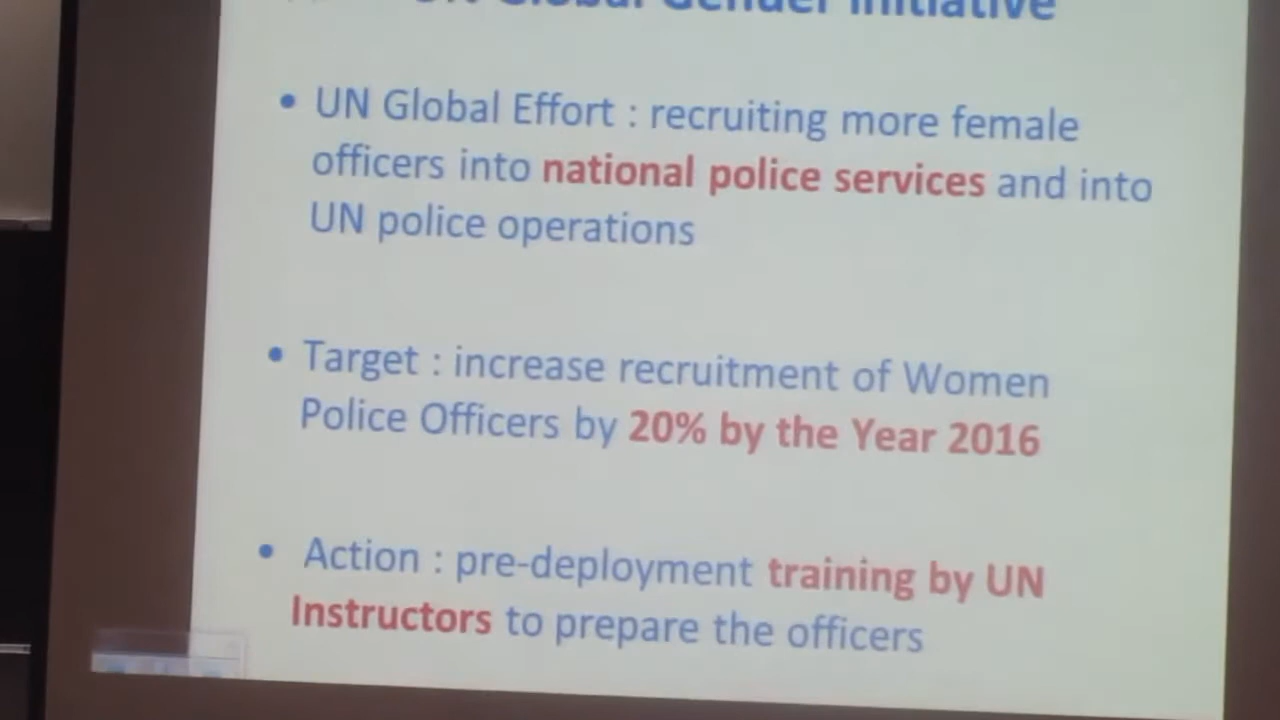 Global Gender Initiative
• UN Global Effort : recruiting more female
officers into national police services and into
UN police operations
• Target : increase recruitment of Women
Police Officers by 20% by the Year 2016
• Action : pre-deployment training by UN
Instructors to prepare the officers